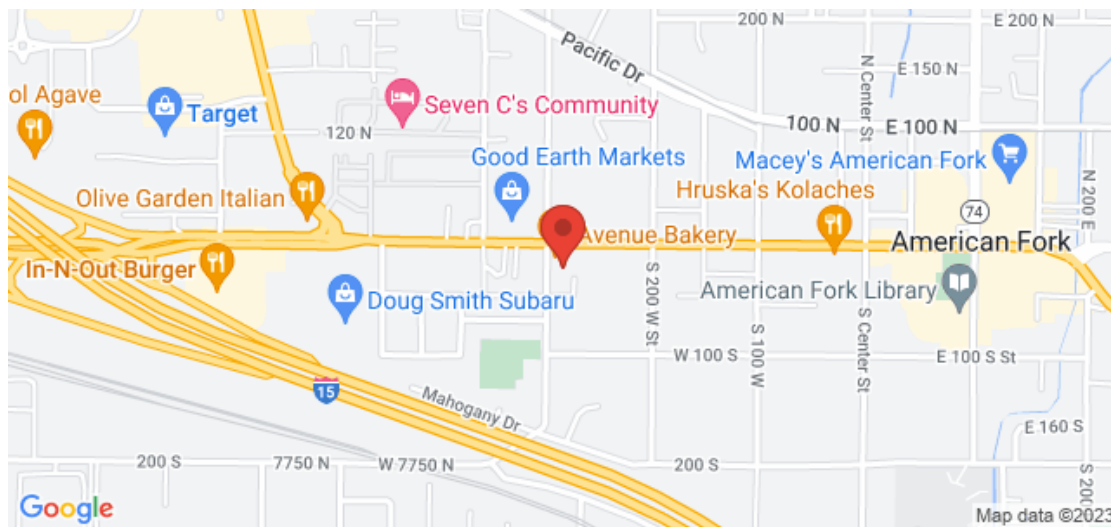 E 200 N
N 200 N
Pacific Dr
N Center St
E 150 N
ol Agave
Target
Seven C's Community
120 N
100 N
E 100 N
Good Earth Markets
Macey's American Fork
Olive Garden Italian
Hruska's Kolaches
N 200 E
74
Avenue Bakery
American Fork
In-N-Out Burger
Doug Smith Subaru
S 200 W St
American Fork Library
S 100 W
S Center St
W 100 S
E 100 S St
15
Mahogany Dr
E 160 S
200 S
7750 N
W 7750 N
200 S
S 200
Google
Map data ©2023